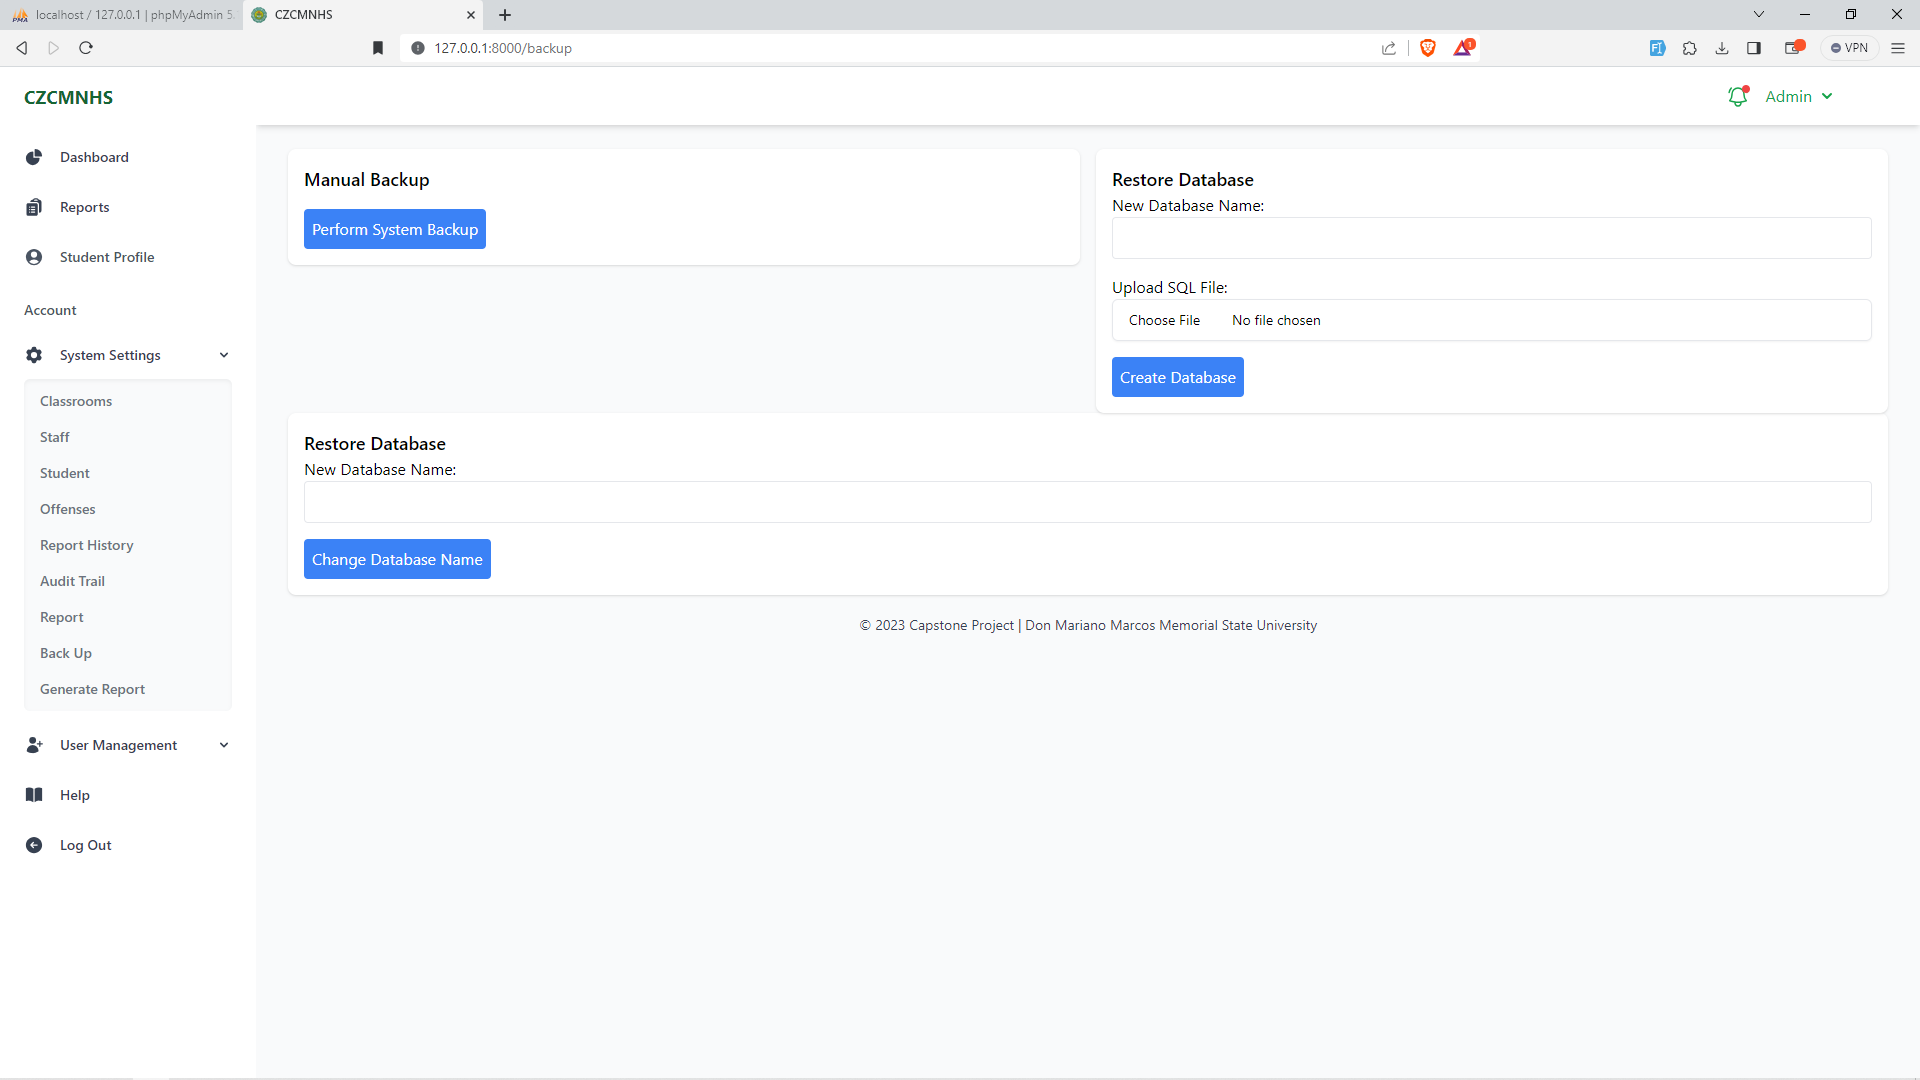 localhost / 127.0.0.1 | phpMyAdmin 5.
CZCMNHS
127.0.0.1:8000/backup
1
VPN
CZCMNHS
Admin
Dashboard
Reports
Student Profile
Account
System Settings
Classrooms
Staff
Student
Offenses
Report History
Audit Trail
Report
Back Up
Generate Report
User Management
Help
Log Out
Manual Backup
Perform System Backup
Restore Database
New Database Name:
Upload SQL File:
Choose File No file chosen
Create Database
Restore Database
New Database Name:
Change Database Name
© 2023 Capstone Project | Don Mariano Marcos Memorial State University